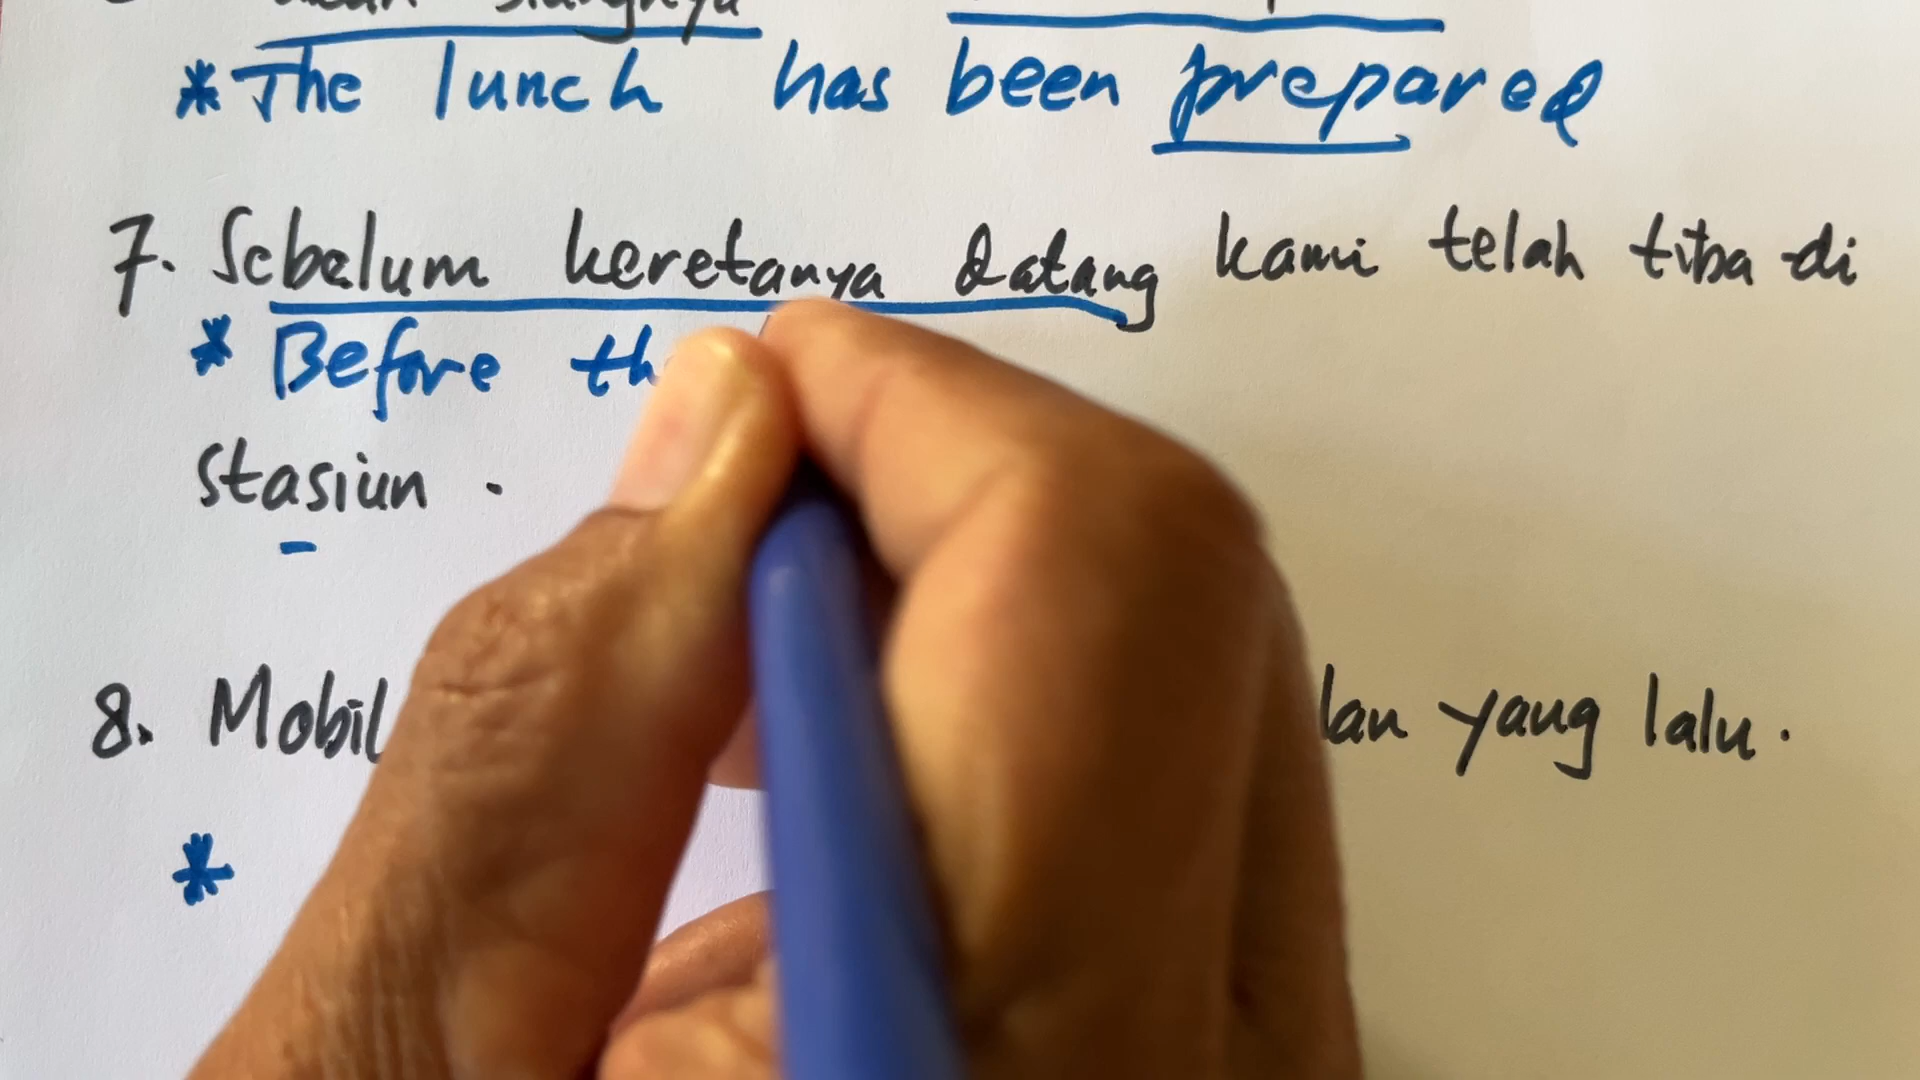 siangnya
* The lunch has been prepared
7. Sebelum keretanya datang kami telah tiba di
* Before th
stasiun .
8. Mobil lan yang lalu .
*